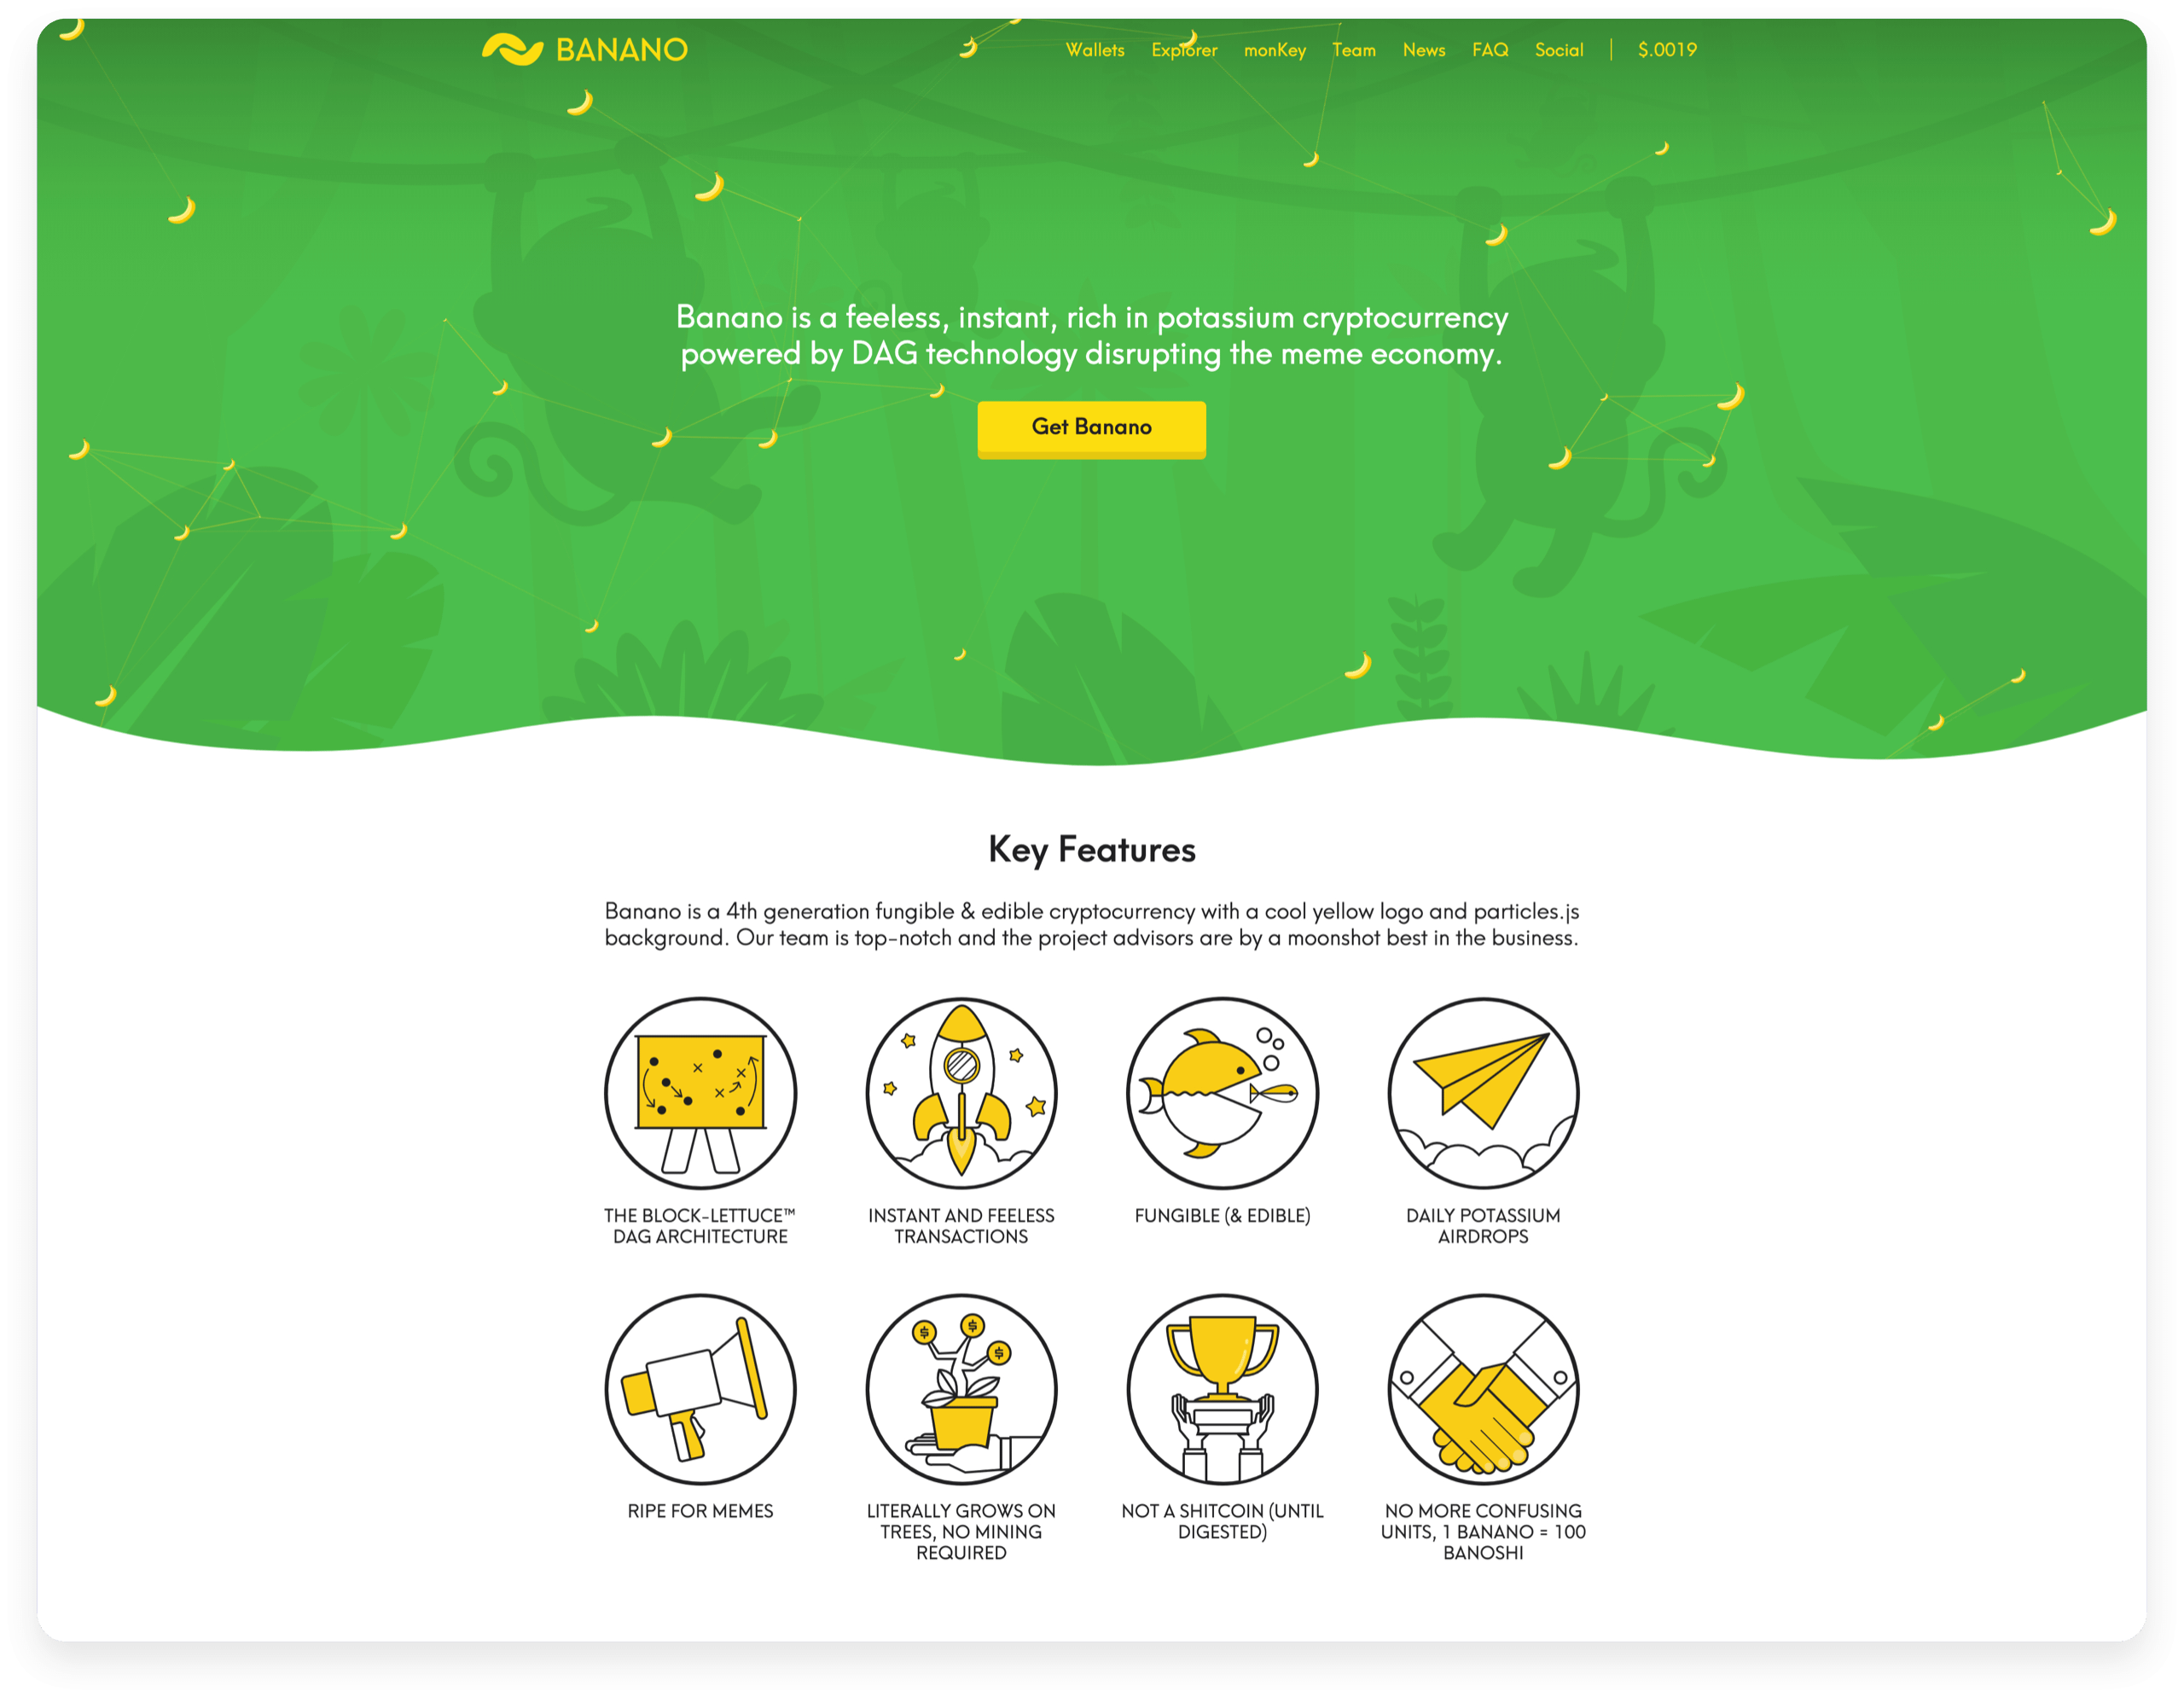 BANANO
Wallets Explorer monKey Team News FAQ Social $.0019
Banano is a feeless, instant, rich in potassium cryptocurrency
powered by DAG technology disrupting the meme economy.
Get Banano
Key Features
Banano is a 4th generation fungible & edible cryptocurrency with a cool yellow logo and particles.js
background. Our team is top-notch and the project advisors are by a moonshot best in the business.
THE BLOCK-LETTUCE™
DAG ARCHITECTURE
INSTANT AND FEELESS
TRANSACTIONS
FUNGIBLE (& EDIBLE)
DAILY POTASSIUM
AIRDROPS
RIPE FOR MEMES
LITERALLY GROWS ON
TREES, NO MINING
REQUIRED
NOT A SHITCOIN (UNTIL
DIGESTED)
NO MORE CONFUSING
UNITS, 1 BANANO = 100
BANOSHI